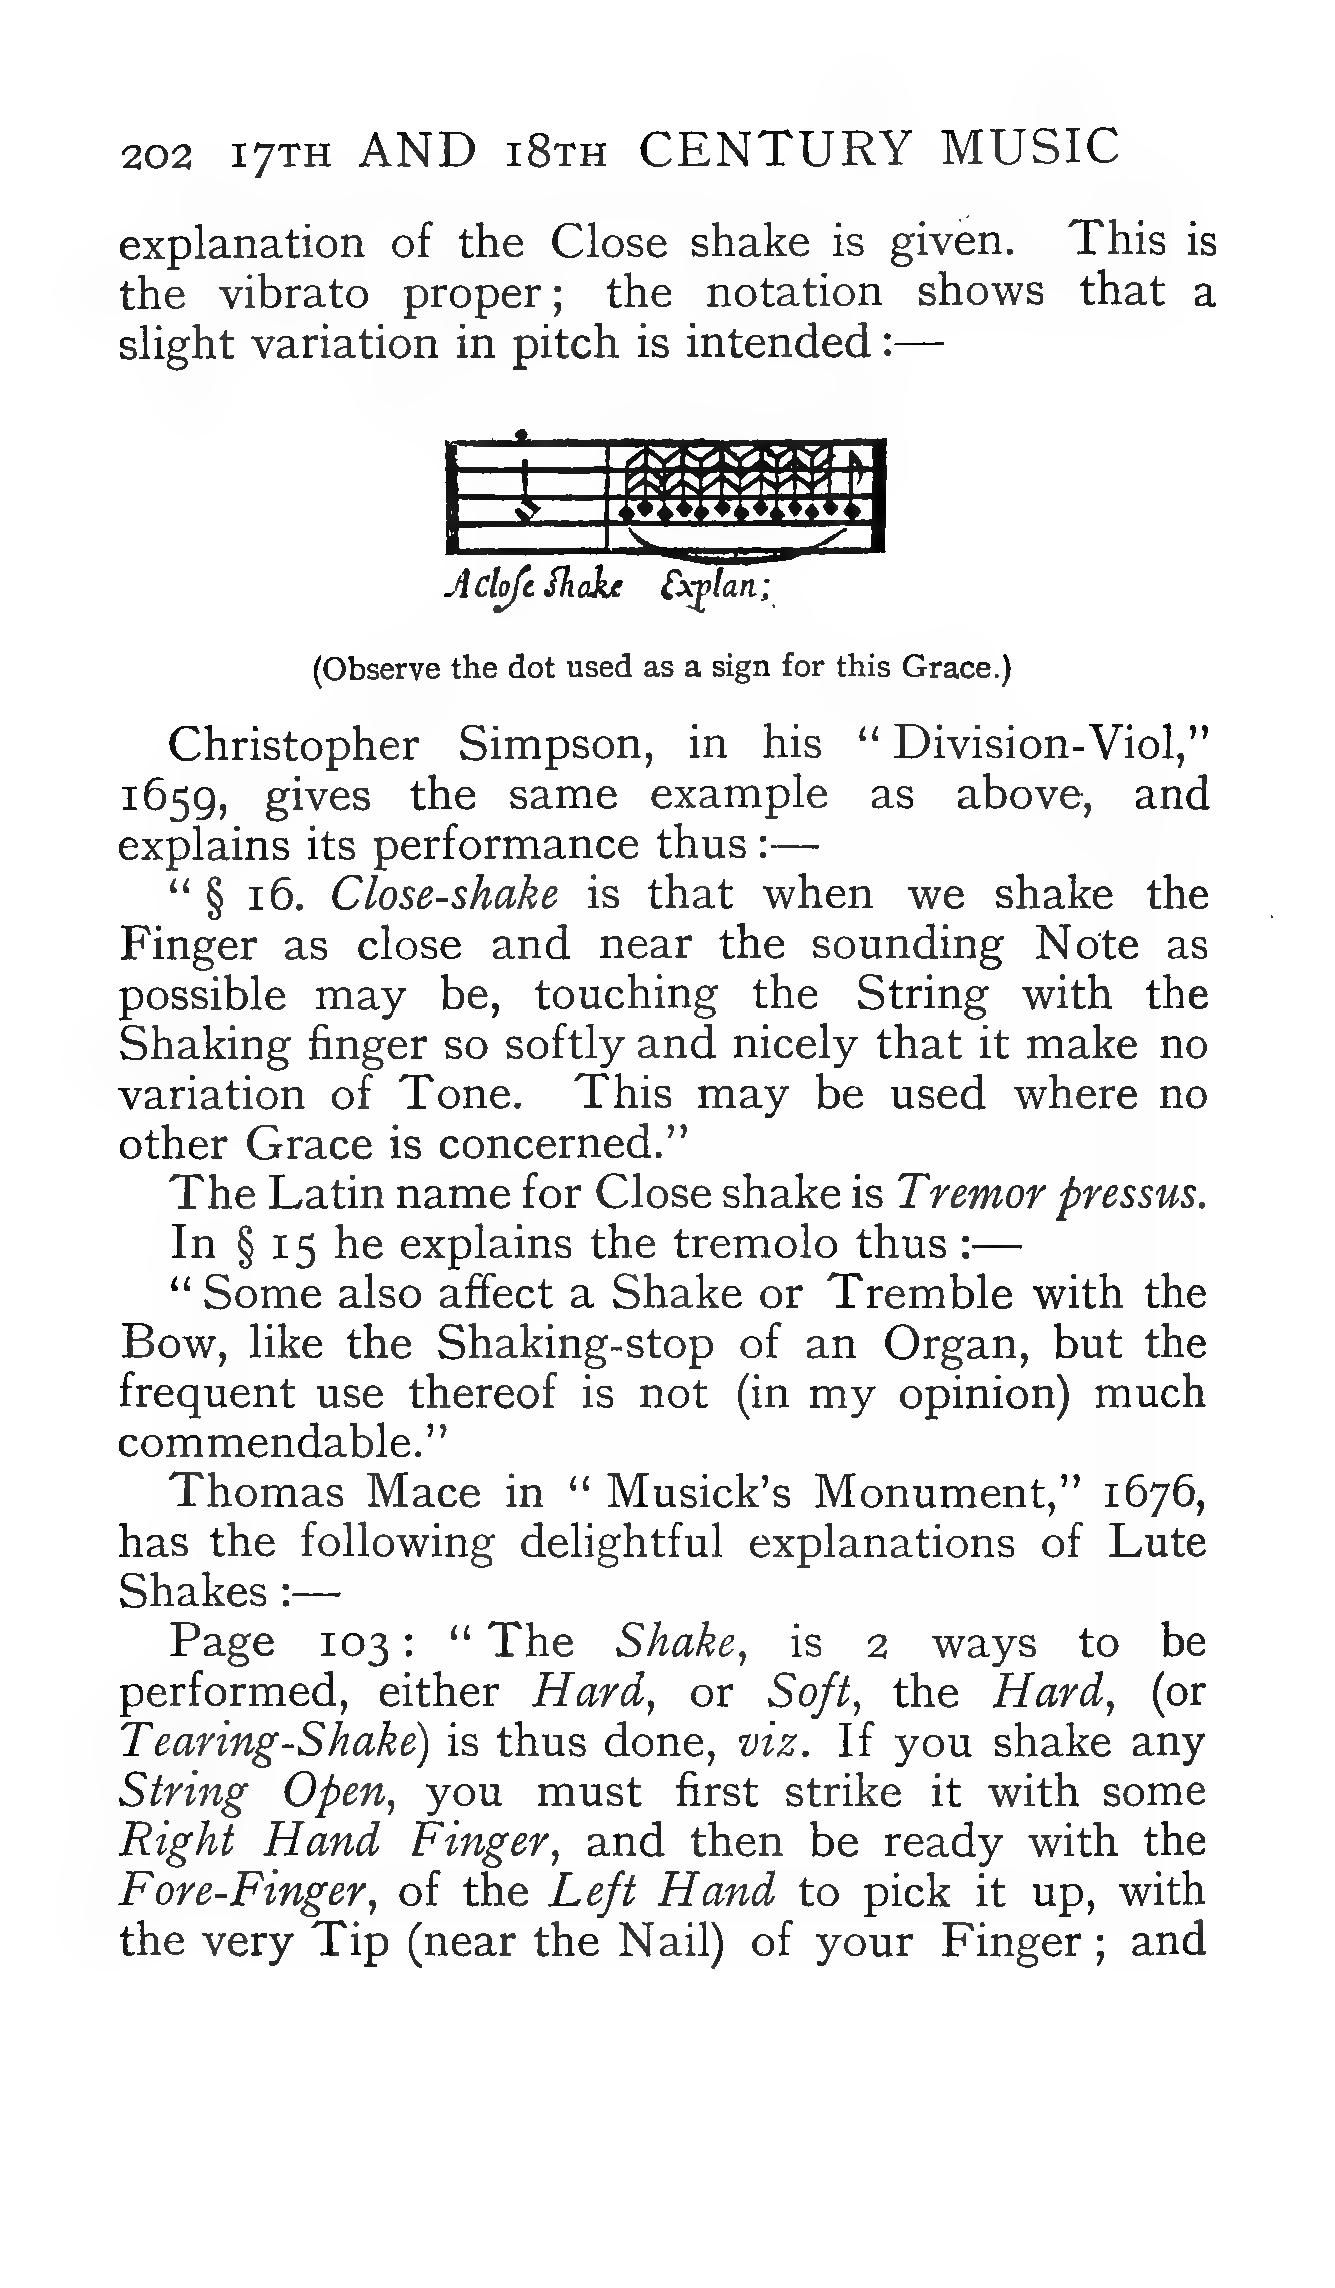 202 17TH AND 18TH CENTURY MUSIC
explanation of the Close shake is given. This is
the vibrato proper; the notation shows that a
slight variation in pitch is intended :—
A close Shake Explan;
(Observe the dot used as a sign for this Grace.)
Christopher Simpson, in his “ Division-Viol,”
1659, gives the same example as above, and
explains its performance thus :—
“ § 16. Close-shake is that when we shake the
Finger as close and near the sounding Note as
possible may be, touching the String with the
Shaking finger so softly and nicely that it make no
variation of Tone. This may be used where no
other Grace is concerned.”
The Latin name for Close shake is Tremor pressus.
In § 15 he explains the tremolo thus :—
“ Some also affect a Shake or Tremble with the
Bow, like the Shaking-stop of an Organ, but the
frequent use thereof is not (in my opinion) much
commendable.”
Thomas Mace in “ Musick’s Monument,” 1676,
has the following delightful explanations of Lute
Shakes :—
Page 103 : “ The Shake, is 2 ways to be
performed, either Hard, or Soft, the Hard, (or
Tearing-Shake) is thus done, viz. If you shake any
String Open, you must first strike it with some
Right Hand Finger, and then be ready with the
Fore-Finger, of the Left Hand to pick it up, with
the very Tip (near the Nail) of your Finger ; and